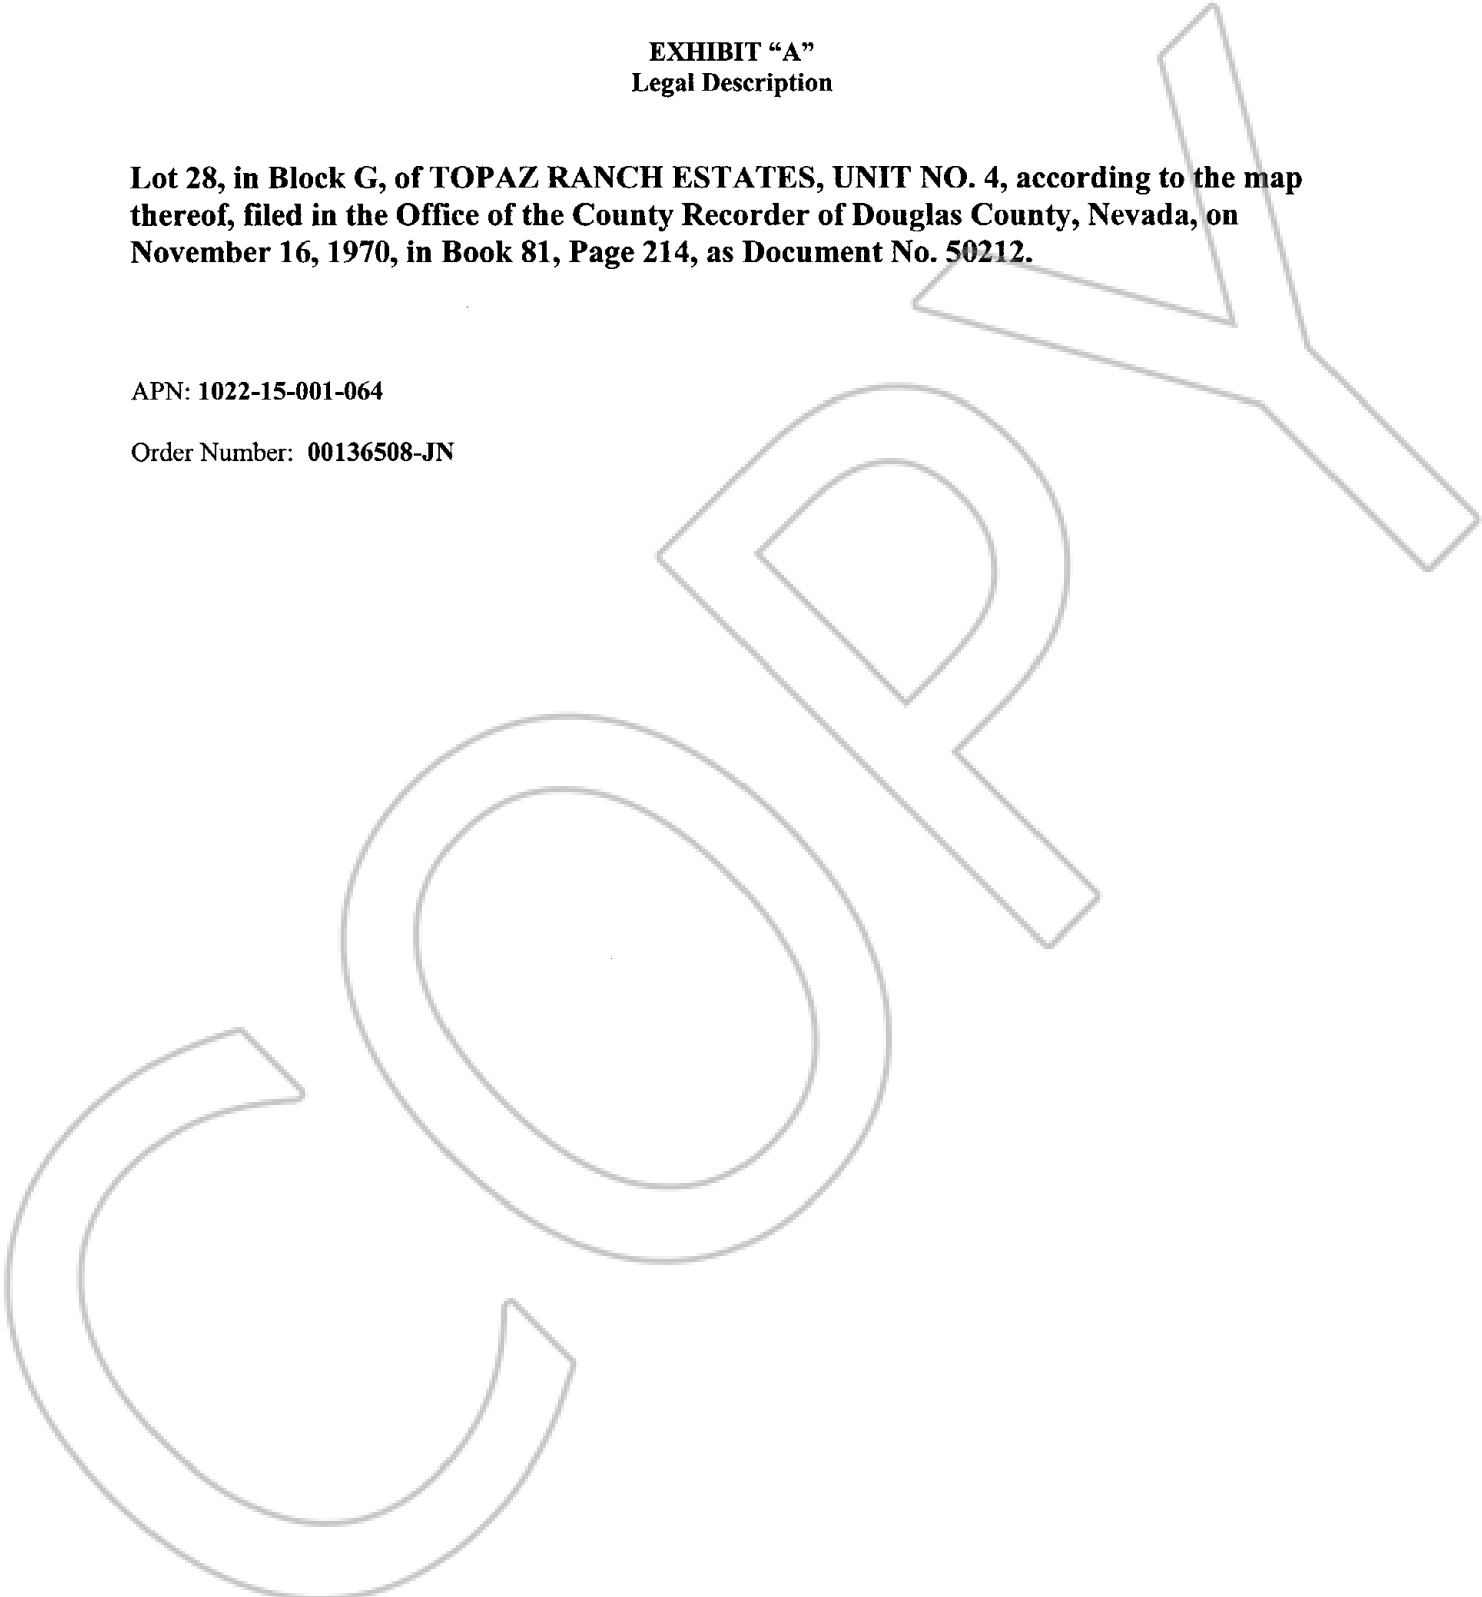 EXHIBIT “A”
Legal Description
Lot 28, in Block G, of TOPAZ RANCH ESTATES, UNIT NO. 4, according to the map
thereof, filed in the Office of the County Recorder of Douglas County, Nevada, on
November 16, 1970, in Book 81, Page 214, as Document No. 50212.
APN: 1022-15-001-064
Order Number: 00136508-JN
COPY